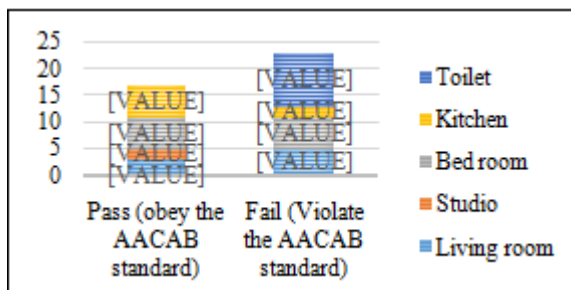 25
20
15
10
5
0
[VALUE]
[VALUE]
[VALUE]
[VALUE]
[VALUE]
[VALUE]
[VALUE]
[VALUE]
Pass (obey the
AACAB
standard)
Fail (Violate
the AACAB
standard)
Toilet
Kitchen
Bed room
Studio
Living room